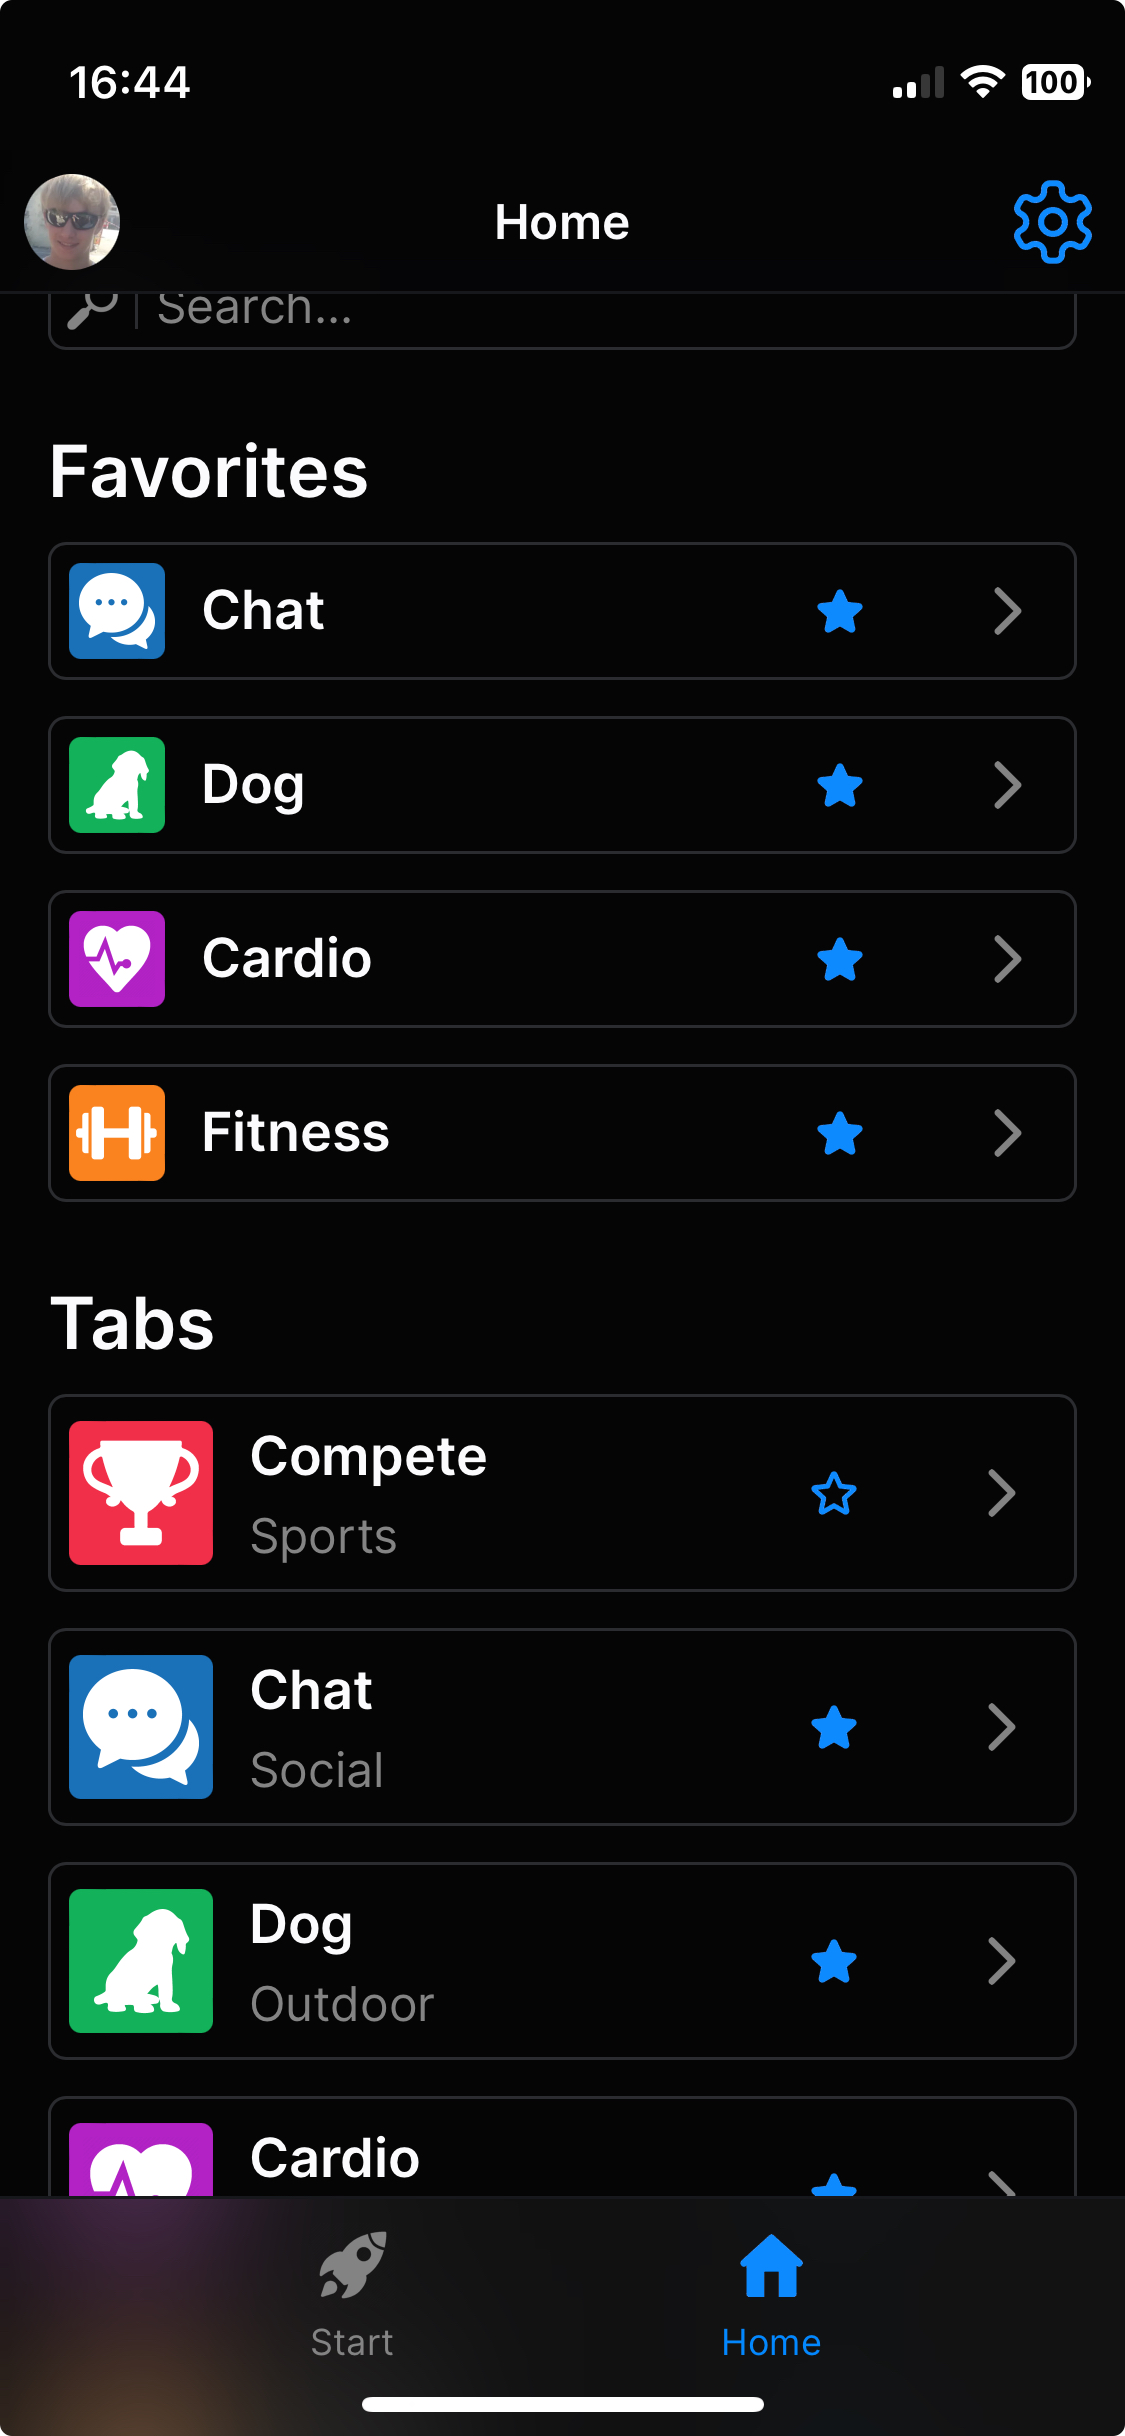 16:44
100
Home
Search...
Favorites
Chat
Dog
Cardio
Fitness
Tabs
Compete
Sports
Chat
Social
Dog
Outdoor
Cardio
Start
Home